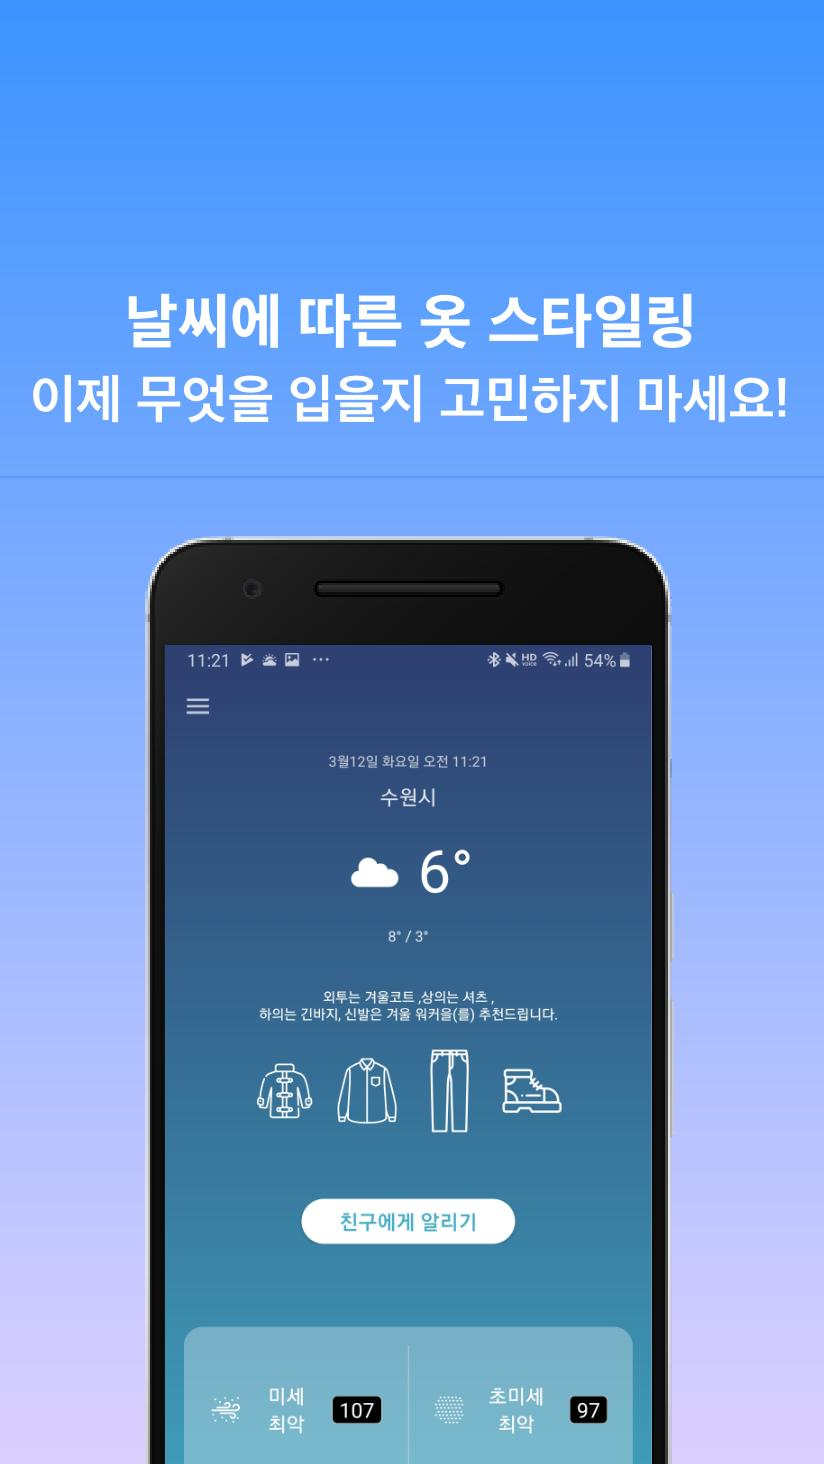 날씨에 따른 옷 스타일링
이제 무엇을 입을지 고민하지 마세요!
11:21 ··· HD voice 54%
3월12일 화요일 오전 11:21
수원시
6°
8° / 3°
외투는 겨울코트 ,상의는 셔츠 ,
하의는 긴바지, 신발은 겨울 워커을(를) 추천드립니다.
친구에게 알리기
미세
최악
107
초미세
최악
97